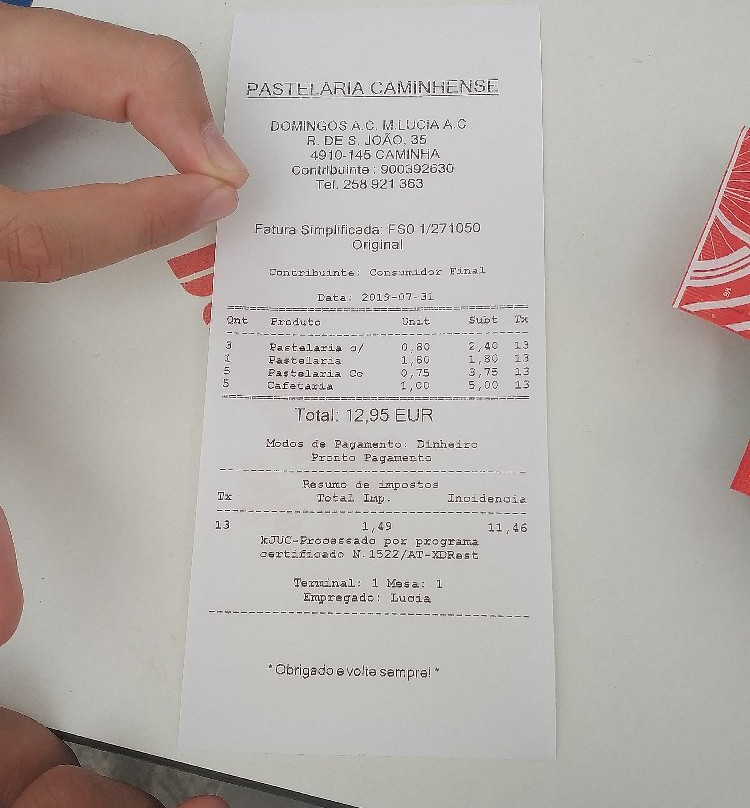 PASTELARIA CAMINHENSE
DOMINGOS A.C. M.LUCIA A.C
R. DE S. JOÃO, 35
4910-145 CAMINHA
Contribuinte : 900392630
Tel. 258 921 363
Fatura Simplificada: FS0 1/271050
Original
Contribuinte: Consumidor Final
Data: 2019-07-31
Qnt Produto Unit Subt Tx
3 Pastelaria c/ 0,80 2,40 13
1 Pastelaria 1,80 1,80 13
5 Pastelaria Co 0,75 3,75 13
5 Cafetaria 1,00 5,00 13
Total: 12,95 EUR
Modos de Pagamento: Dinheiro
Pronto Pagamento
Resumo de impostos
Tx Total Imp. Incidencia
13 1,49 11,46
kJUC-Processado por programa
certificado N 1522/AT-XDRest
Terminal: 1 Mesa: 1
Empregado: Lucia
*Obrigado e volte sempre! *